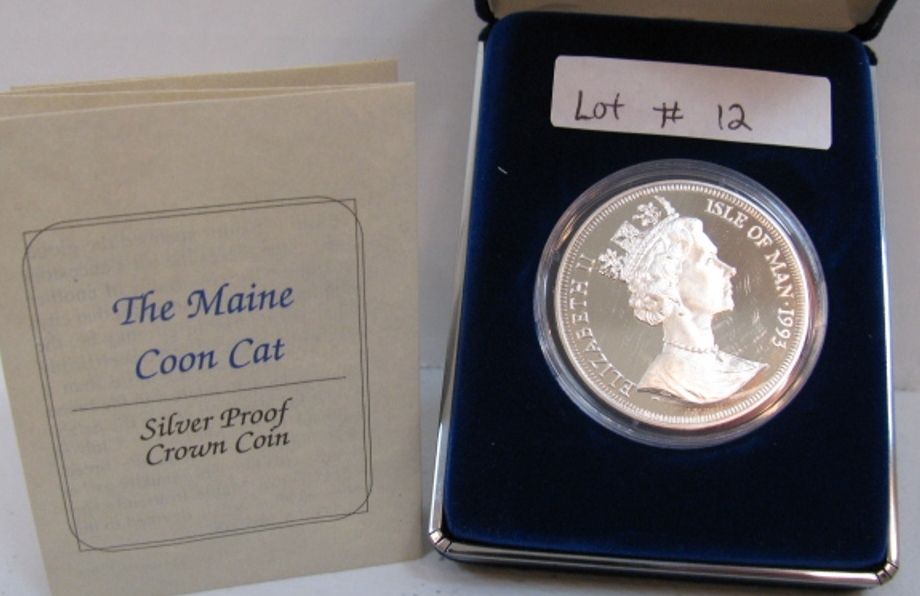 The Maine
Coon Cat
Silver Proof
Crown Coin
Lot # 12
ELIZABETH II
ISLE OF MAN · 1993